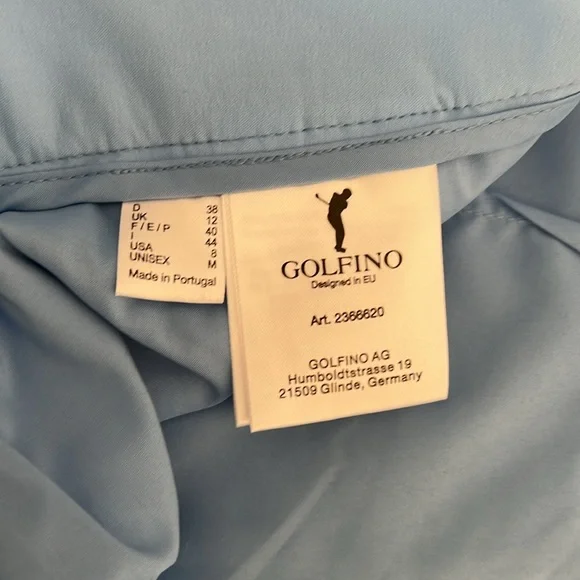 D 38
UK 12
F/E/P 40
I 44
USA 8
UNISEX M
Made in Portugal
GOLFINO
Designed in EU
Art. 2366620
GOLFINO AG
Humboldtstrasse 19
21509 Glinde, Germany